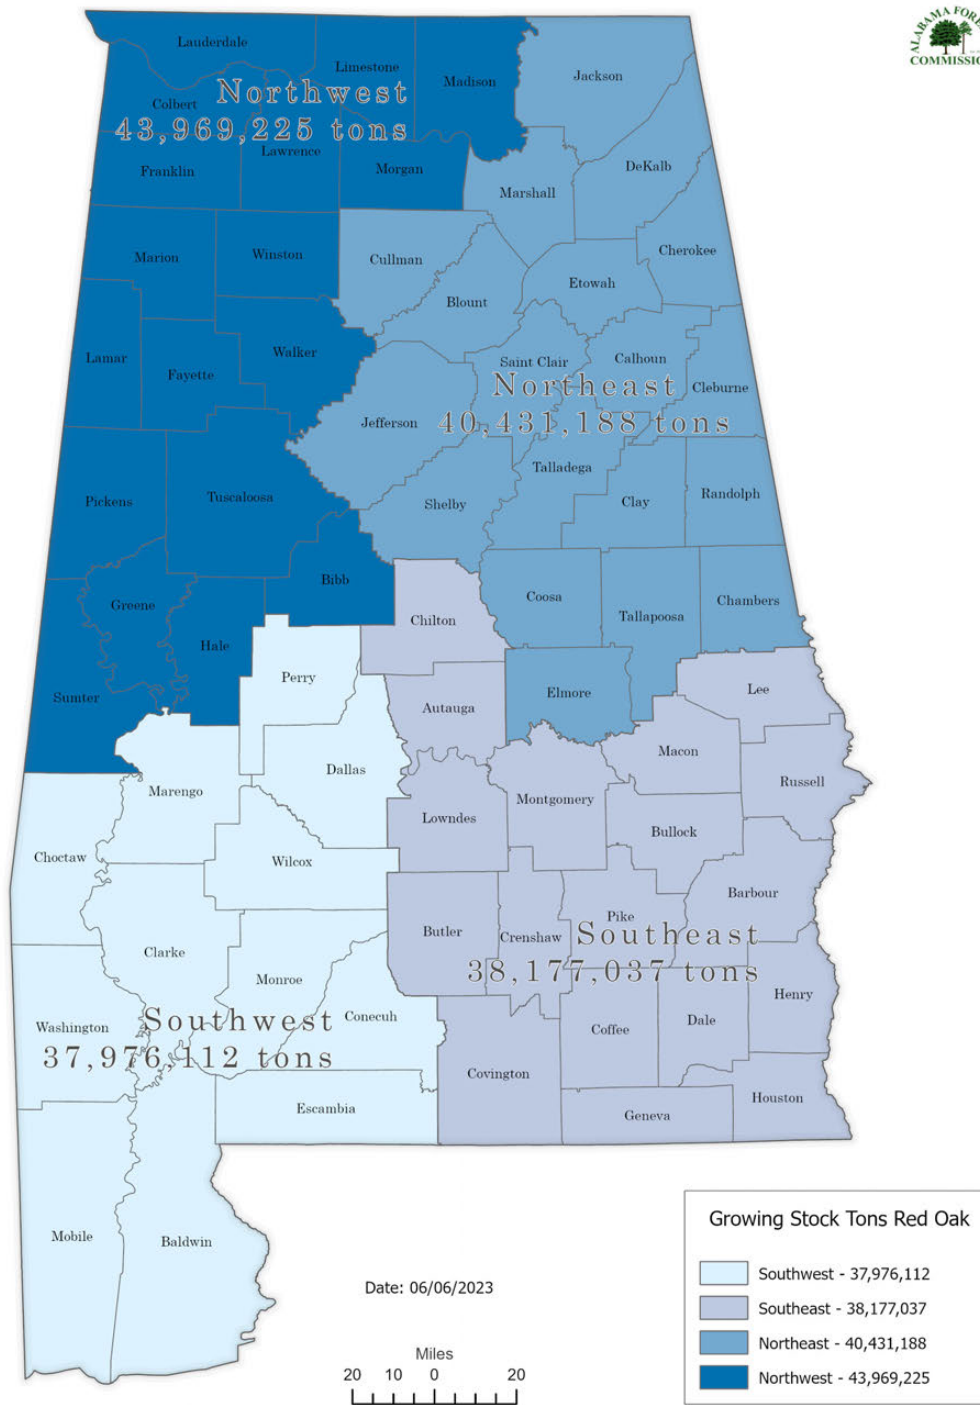 ALABAMA
COMMISSIO
Lauderdale
Limestone
Madison
Jackson
Northwest
43,969,225 tons
Colbert
Lawrence
Franklin
Morgan
DeKalb
Marshall
Marion
Winston
Cullman
Cherokee
Etowah
Blount
Lamar
Fayette
Walker
Saint Clair
Calhoun
Cleburne
Northeast
40,431,188 tons
Jefferson
Talladega
Pickens
Tuscaloosa
Shelby
Clay
Randolph
Greene
Bibb
Coosa
Chambers
Tallapoosa
Chilton
Hale
Sumter
Perry
Elmore
Lee
Autauga
Macon
Dallas
Russell
Marengo
Montgomery
Lowndes
Bullock
Choctaw
Wilcox
Barbour
Clarke
Butler
Crenshaw
Pike
Southeast
38,177,037 tons
Monroe
Henry
Washington
Conecuh
Southwest
37,976,112 tons
Coffee
Dale
Covington
Houston
Escambia
Geneva
Mobile
Baldwin
Growing Stock Tons Red Oak
Southwest - 37,976,112
Southeast - 38,177,037
Northeast - 40,431,188
Northwest - 43,969,225
Date: 06/06/2023
Miles
20 10 0 20